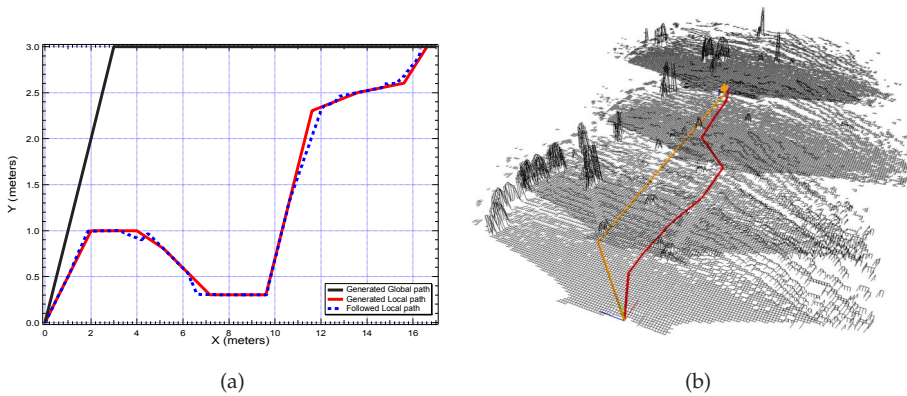 3.0
2.5
2.0
1.5
1.0
0.5
0.0
Y (meters)
0 2 4 6 8 10 12 14 16
X (meters)
Generated Global path
Generated Local path
Followed Local path
(a)
(b)